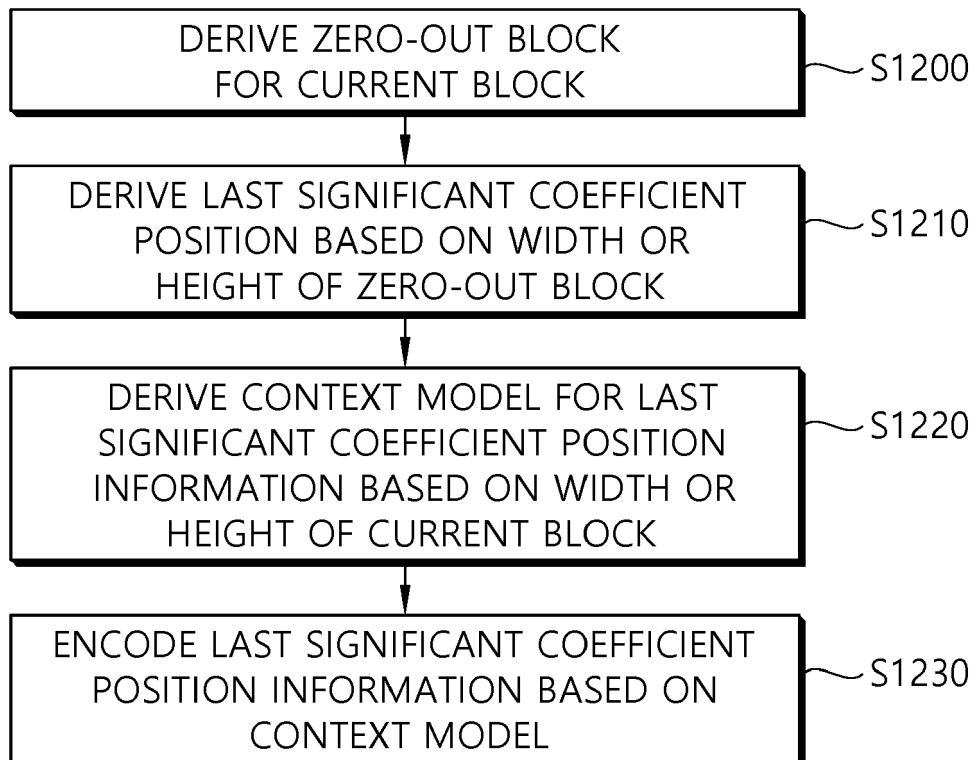 DERIVE ZERO-OUT BLOCK
FOR CURRENT BLOCK
S1200
DERIVE LAST SIGNIFICANT COEFFICIENT
POSITION BASED ON WIDTH OR
HEIGHT OF ZERO-OUT BLOCK
S1210
DERIVE CONTEXT MODEL FOR LAST
SIGNIFICANT COEFFICIENT POSITION
INFORMATION BASED ON WIDTH OR
HEIGHT OF CURRENT BLOCK
S1220
ENCODE LAST SIGNIFICANT COEFFICIENT
POSITION INFORMATION BASED ON
CONTEXT MODEL
S1230